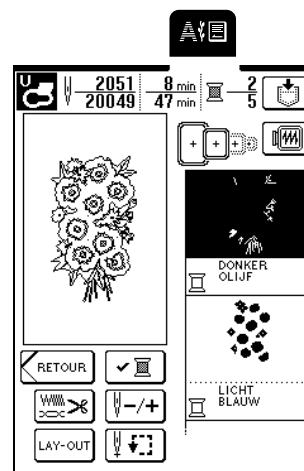 A
U 2051 8 min 2
20049 47 min 5
DONKER
OLIJF
RETOUR
LICHT
BLAUW
-/+
LAY-OUT